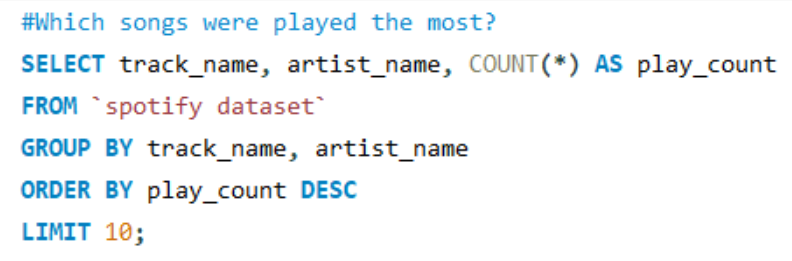 #Which songs were played the most?
SELECT track_name, artist_name, COUNT(*) AS play_count
FROM `spotify dataset`
GROUP BY track_name, artist_name
ORDER BY play_count DESC
LIMIT 10;